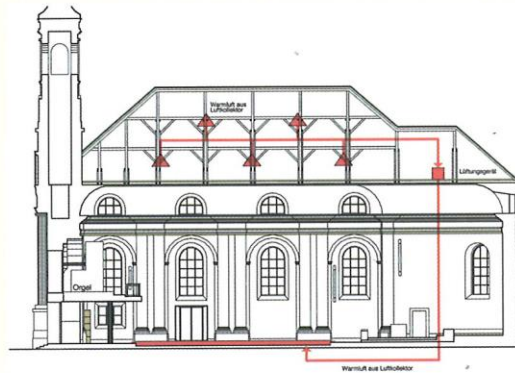 Warmluft aus
Luftkollektor
Lüftungsgerät
Orgel
Warmluft aus Luftkollektor